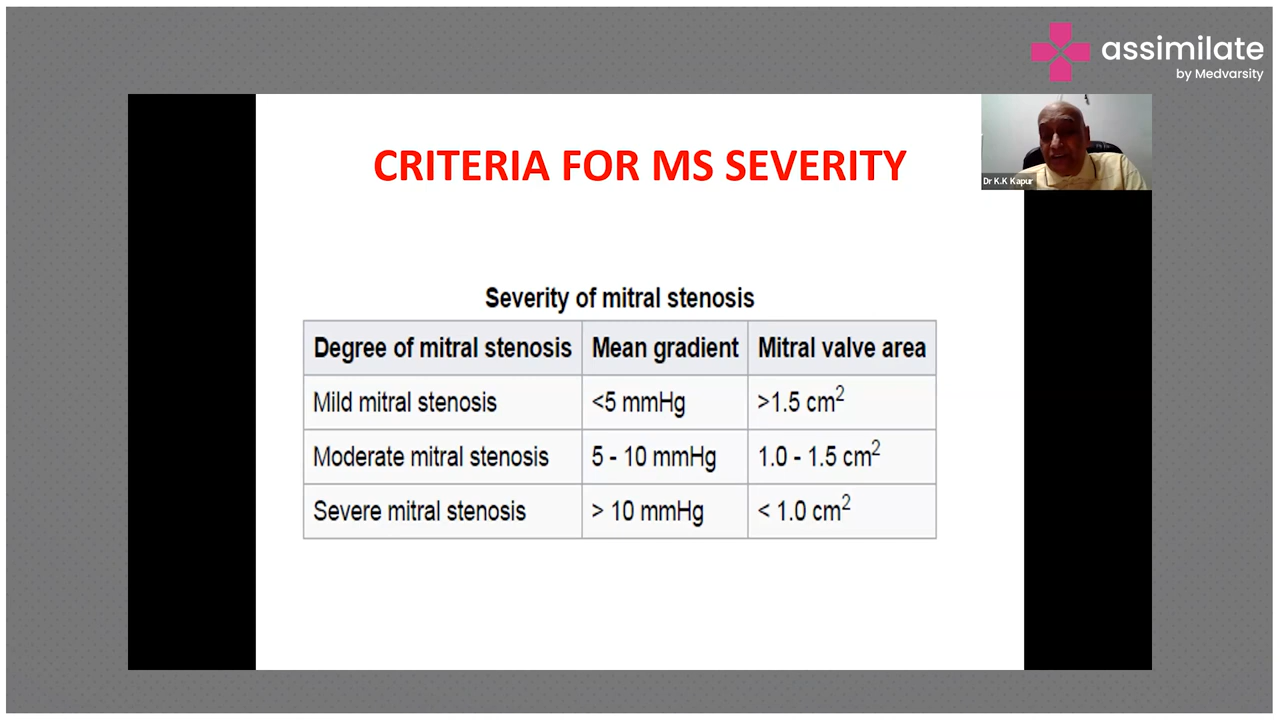 assimilate
by Medvarsity
Dr K.K Kapur
CRITERIA FOR MS SEVERITY
Severity of mitral stenosis
Degree of mitral stenosis Mean gradient Mitral valve area
Mild mitral stenosis <5 mmHg >1.5 cm²
Moderate mitral stenosis 5 - 10 mmHg 1.0 - 1.5 cm²
Severe mitral stenosis > 10 mmHg < 1.0 cm²